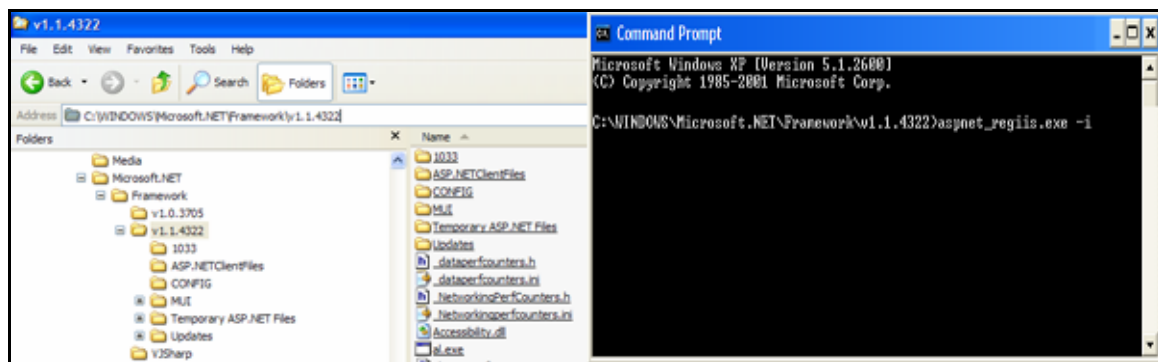 v1.1.4322
File Edit View Favorites Tools Help
Back Search Folders
Address C:\WINDOWS\Microsoft.NET\Framework\v1.1.4322
Folders
Media
Microsoft.NET
Framework
v1.0.3705
v1.1.4322
1033
ASP.NETClientFiles
CONFIG
MUI
Temporary ASP.NET Files
Updates
VJSharp
Name
1033
ASP.NETClientFiles
CONFIG
MUI
Temporary ASP.NET Files
Updates
_dataperfcounters.h
_dataperfcounters.ini
_NetworkingPerfCounters.h
_Networkingperfcounters.ini
Accessibility.dll
al.exe
Command Prompt
Microsoft Windows XP [Version 5.1.2600]
(C) Copyright 1985-2001 Microsoft Corp.
C:\WINDOWS\Microsoft.NET\Framework\v1.1.4322>aspnet_regiis.exe -i